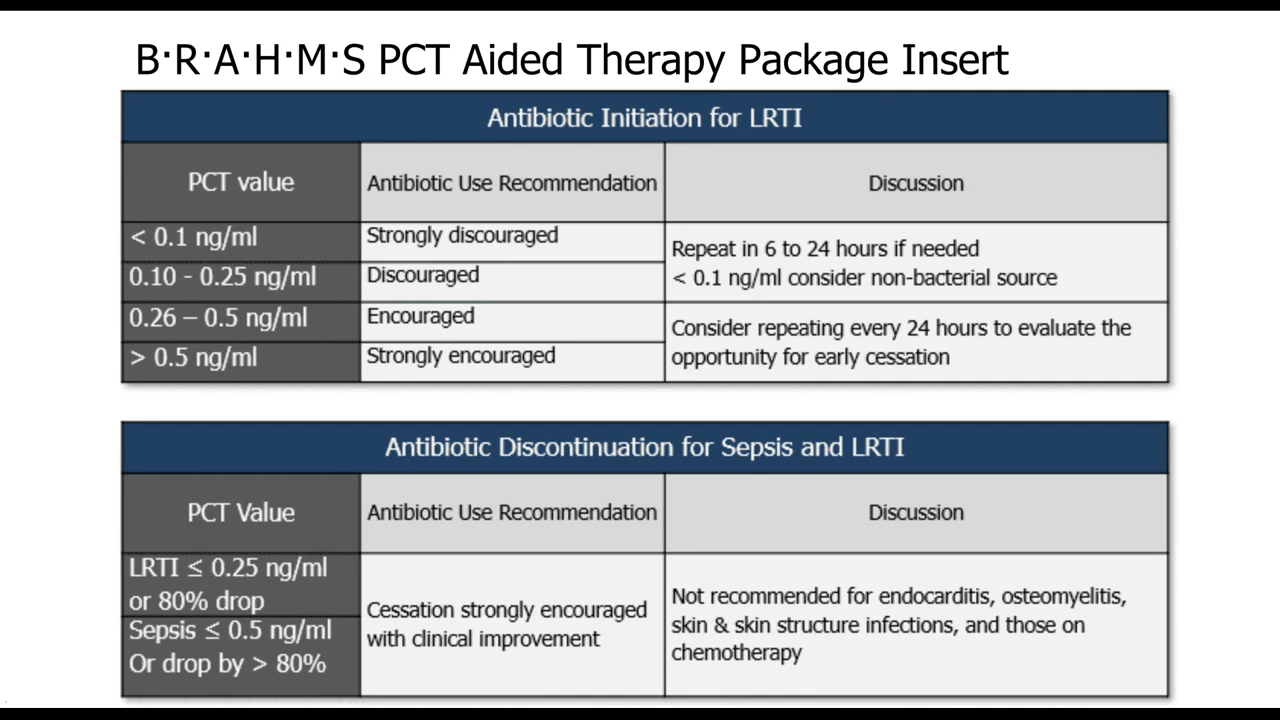 B·R·A·H·M·S PCT Aided Therapy Package Insert
Antibiotic Initiation for LRTI
PCT value
Antibiotic Use Recommendation
Discussion
< 0.1 ng/ml
Strongly discouraged
0.10 - 0.25 ng/ml
Discouraged
Repeat in 6 to 24 hours if needed
< 0.1 ng/ml consider non-bacterial source
0.26 – 0.5 ng/ml
Encouraged
> 0.5 ng/ml
Strongly encouraged
Consider repeating every 24 hours to evaluate the
opportunity for early cessation
Antibiotic Discontinuation for Sepsis and LRTI
PCT Value
Antibiotic Use Recommendation
Discussion
LRTI ≤ 0.25 ng/ml
or 80% drop
Sepsis ≤ 0.5 ng/ml
Or drop by > 80%
Cessation strongly encouraged
with clinical improvement
Not recommended for endocarditis, osteomyelitis,
skin & skin structure infections, and those on
chemotherapy